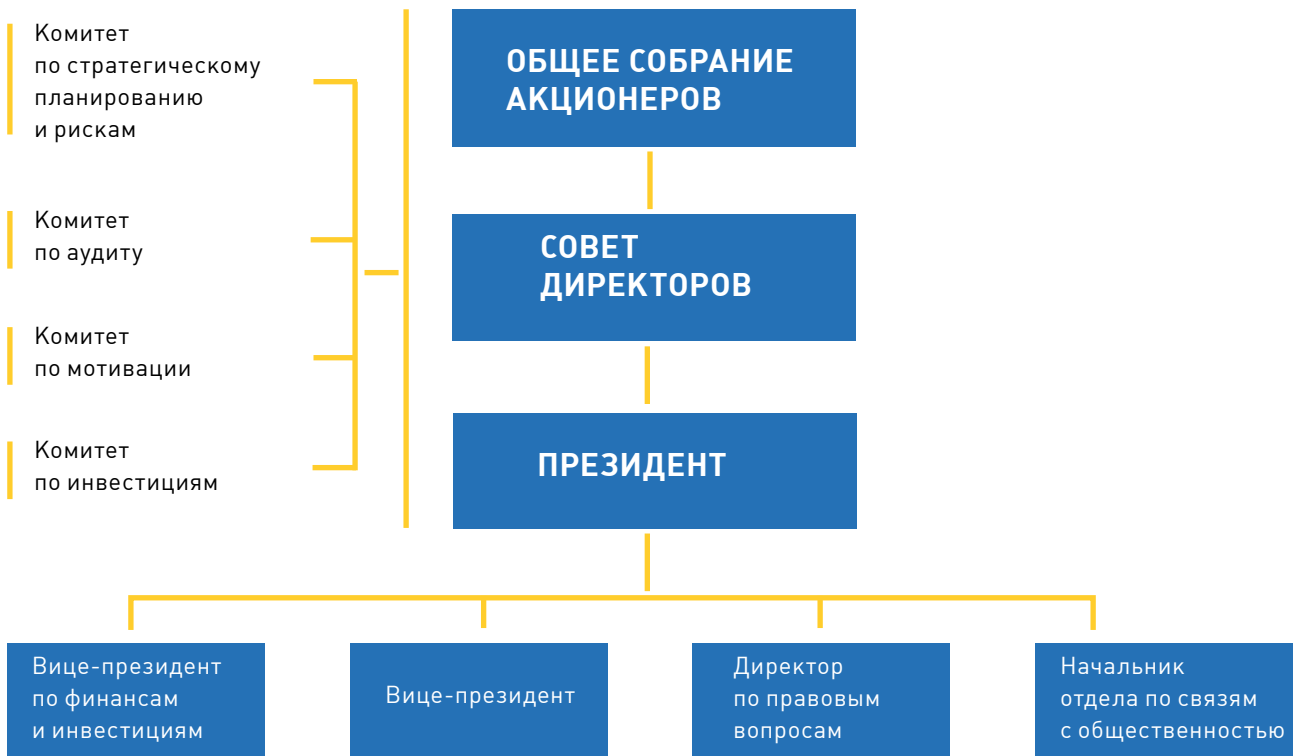 Комитет
по стратегическому
планированию
и рискам
Комитет
по аудиту
Комитет
по мотивации
Комитет
по инвестициям
ОБЩЕЕ СОБРАНИЕ
АКЦИОНЕРОВ
СОВЕТ
ДИРЕКТОРОВ
ПРЕЗИДЕНТ
Вице-президент
по финансам
и инвестициям
Вице-президент
Директор
по правовым
вопросам
Начальник
отдела по связям
с общественностью